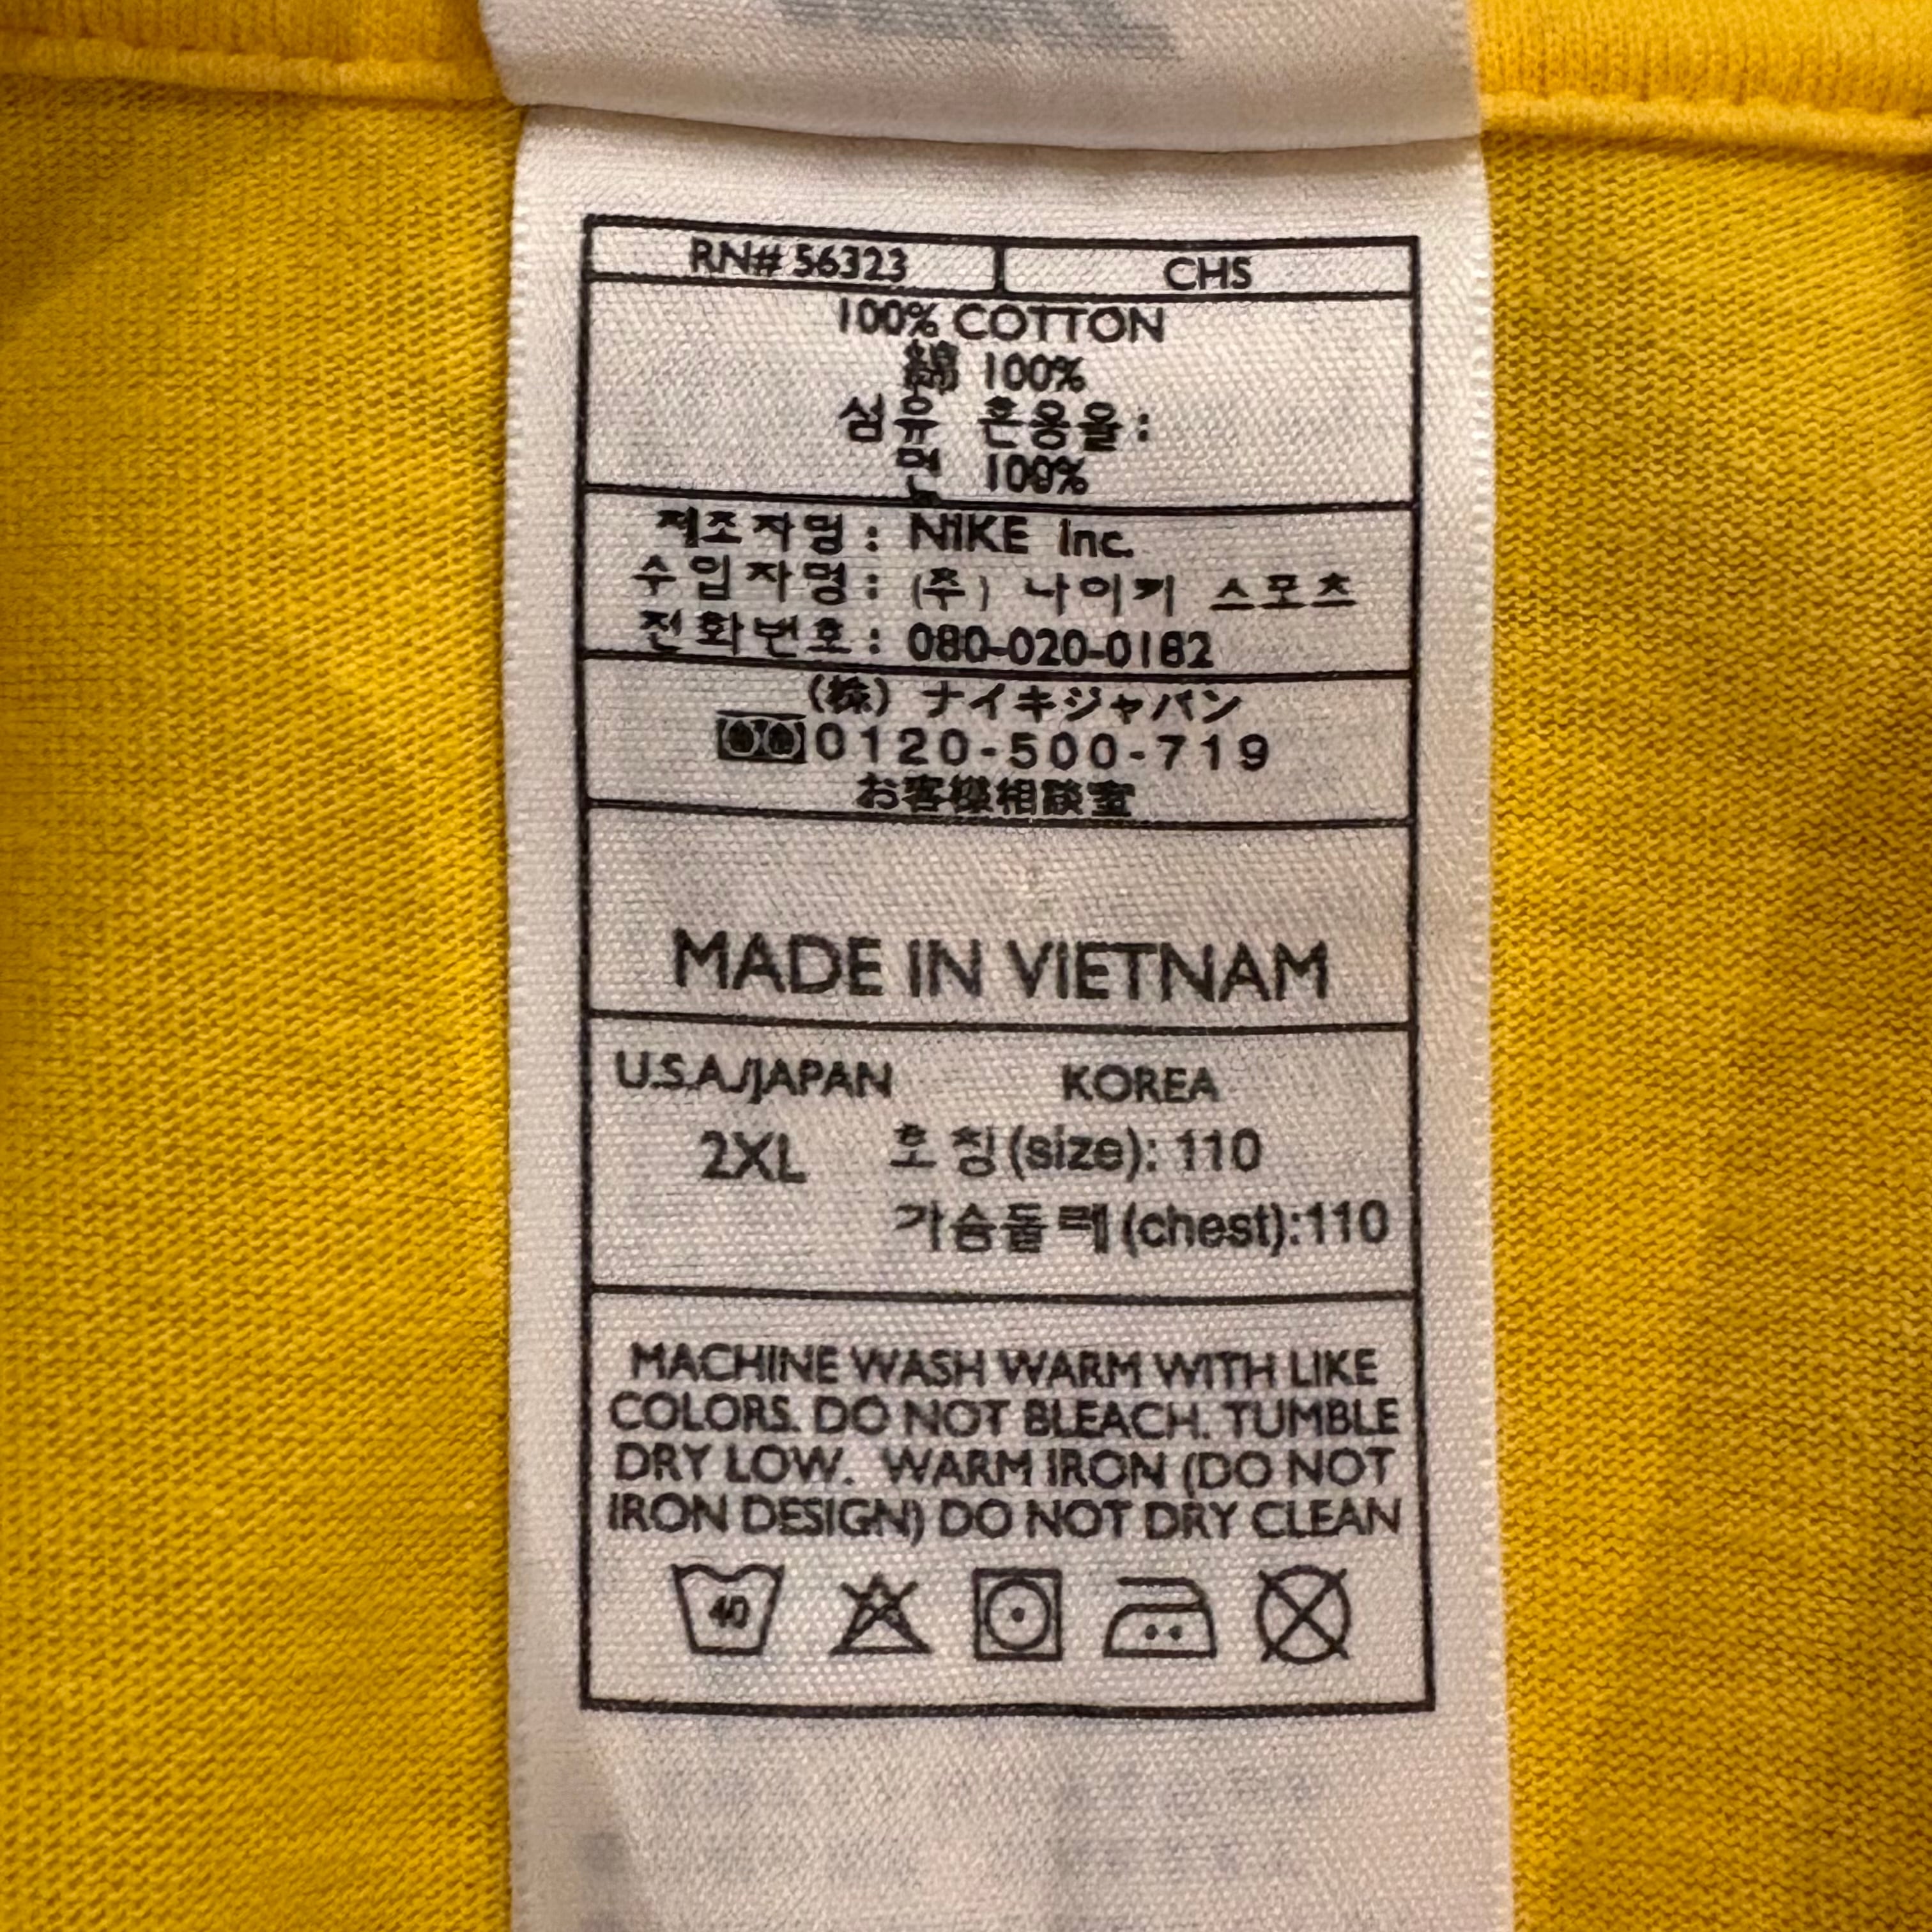 RN# 56323 CHS
100% COTTON
綿 100%
섬유 혼용율:
면 100%
제조자명: NIKE Inc.
수입자명: (주) 나이키 스포츠
전화번호: 080-020-0182
(株) ナイキジャパン
0120-500-719
お客様相談室
MADE IN VIETNAM
U.S.A./JAPAN KOREA
2XL 호칭(size): 110
가슴둘레(chest):110
MACHINE WASH WARM WITH LIKE
COLORS. DO NOT BLEACH. TUMBLE
DRY LOW. WARM IRON (DO NOT
IRON DESIGN) DO NOT DRY CLEAN
40